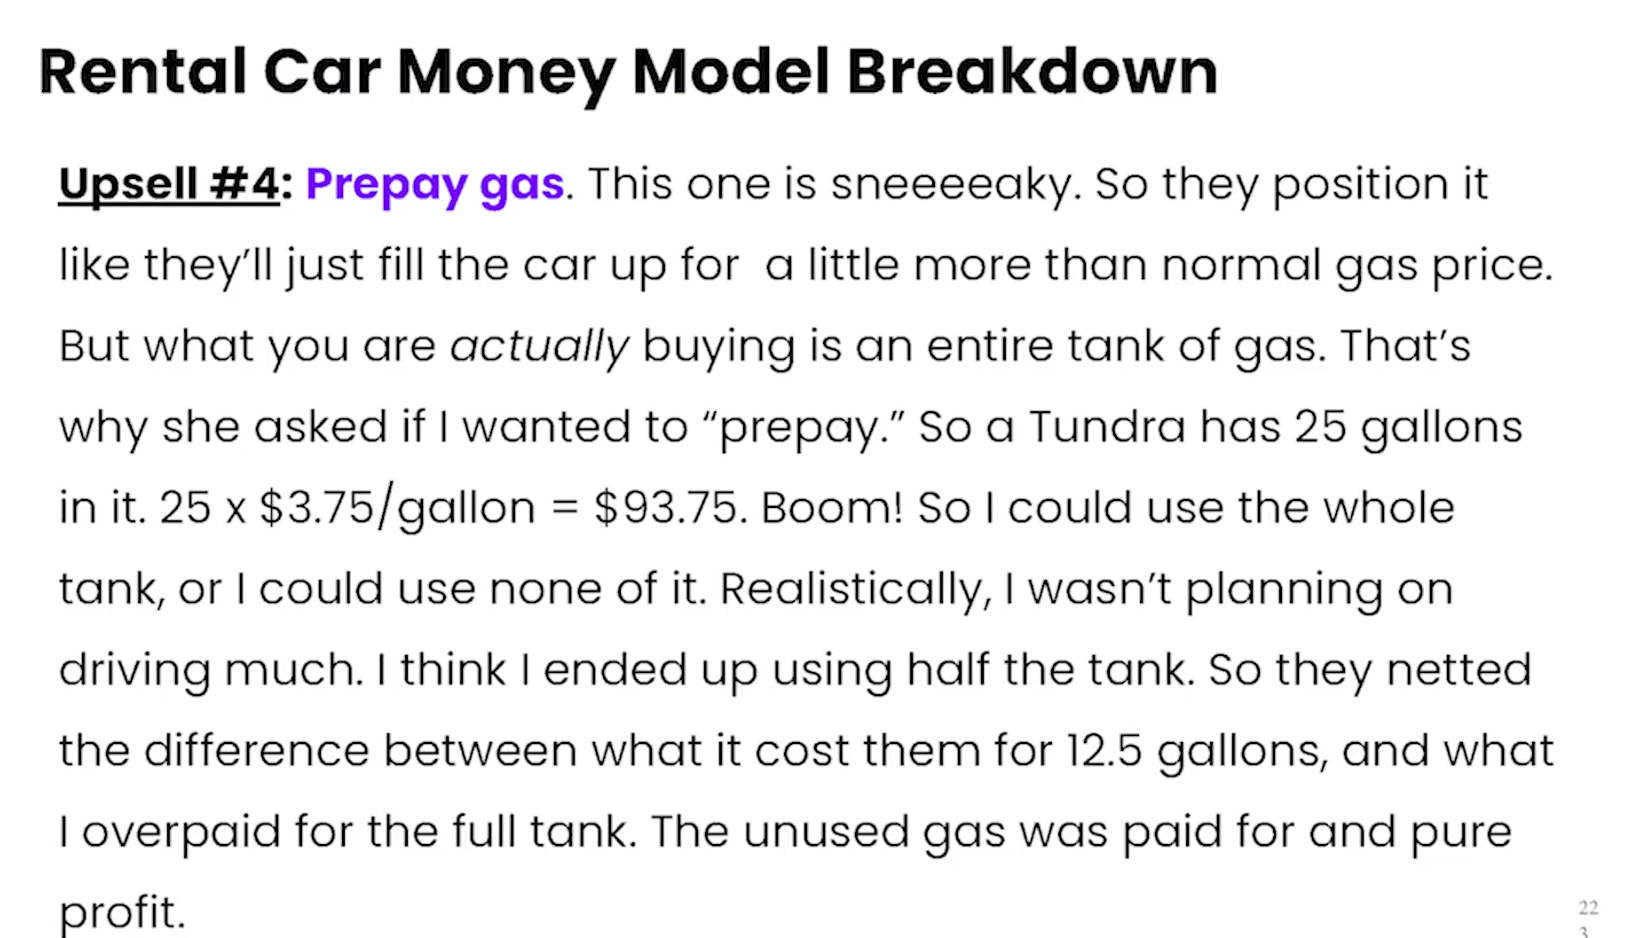 Rental Car Money Model Breakdown
Upsell #4: Prepay gas. This one is sneeeeaky. So they position it
like they’ll just fill the car up for  a little more than normal gas price.
But what you are actually buying is an entire tank of gas. That’s
why she asked if I wanted to “prepay.” So a Tundra has 25 gallons
in it. 25 x $3.75/gallon = $93.75. Boom! So I could use the whole
tank, or I could use none of it. Realistically, I wasn’t planning on
driving much. I think I ended up using half the tank. So they netted
the difference between what it cost them for 12.5 gallons, and what
I overpaid for the full tank. The unused gas was paid for and pure
profit.
22
3